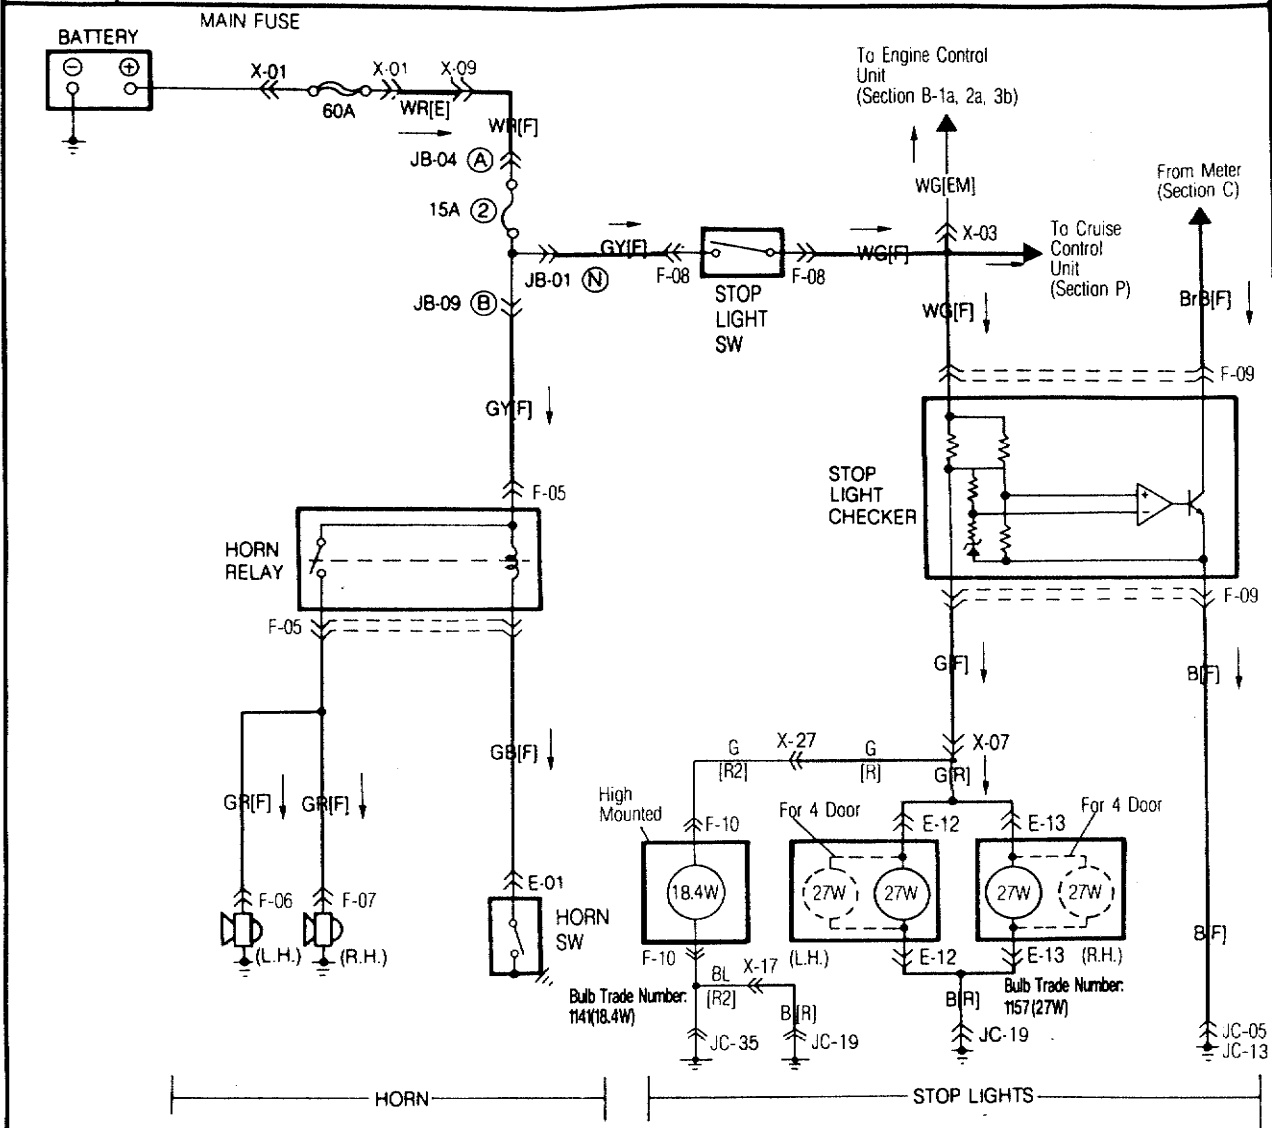 MAIN FUSE
BATTERY
X-01
X-01
X-09
60A
WR[E]
WR[F]
JB-04 A
15A 2
GY[F]
JB-01 N
F-08
F-08
STOP
LIGHT
SW
WG[F]
To Engine Control
Unit
(Section B-1a, 2a, 3b)
WG[EM]
X-03
To Cruise
Control
Unit
(Section P)
From Meter
(Section C)
BrB[F]
WG[F]
F-09
JB-09 B
GY[F]
F-05
HORN
RELAY
F-05
STOP
LIGHT
CHECKER
+
−
F-09
G[F]
B[F]
GB[F]
GR[F]
GR[F]
F-06
F-07
(L.H.)
(R.H.)
E-01
HORN
SW
G
[R2]
X-27
G
[R]
X-07
G[R]
High
Mounted
F-10
For 4 Door
E-12
E-13
For 4 Door
18.4W
27W
27W
27W
27W
F-10
(L.H.)
E-12
E-13
(R.H.)
B[F]
Bulb Trade Number:
1141(18.4W)
BL
[R2]
X-17
B[R]
B[R]
Bulb Trade Number:
1157(27W)
JC-35
JC-19
JC-19
JC-05
JC-13
HORN
STOP LIGHTS